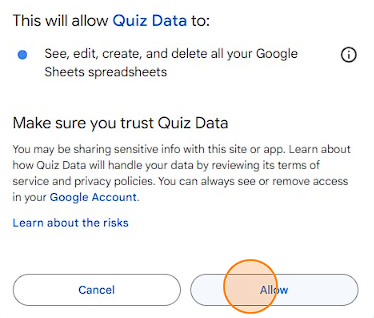 This will allow Quiz Data to:
See, edit, create, and delete all your Google
Sheets spreadsheets
Make sure you trust Quiz Data
You may be sharing sensitive info with this site or app. Learn about
how Quiz Data will handle your data by reviewing its terms of
service and privacy policies. You can always see or remove access
in your Google Account.
Learn about the risks
Cancel Allow